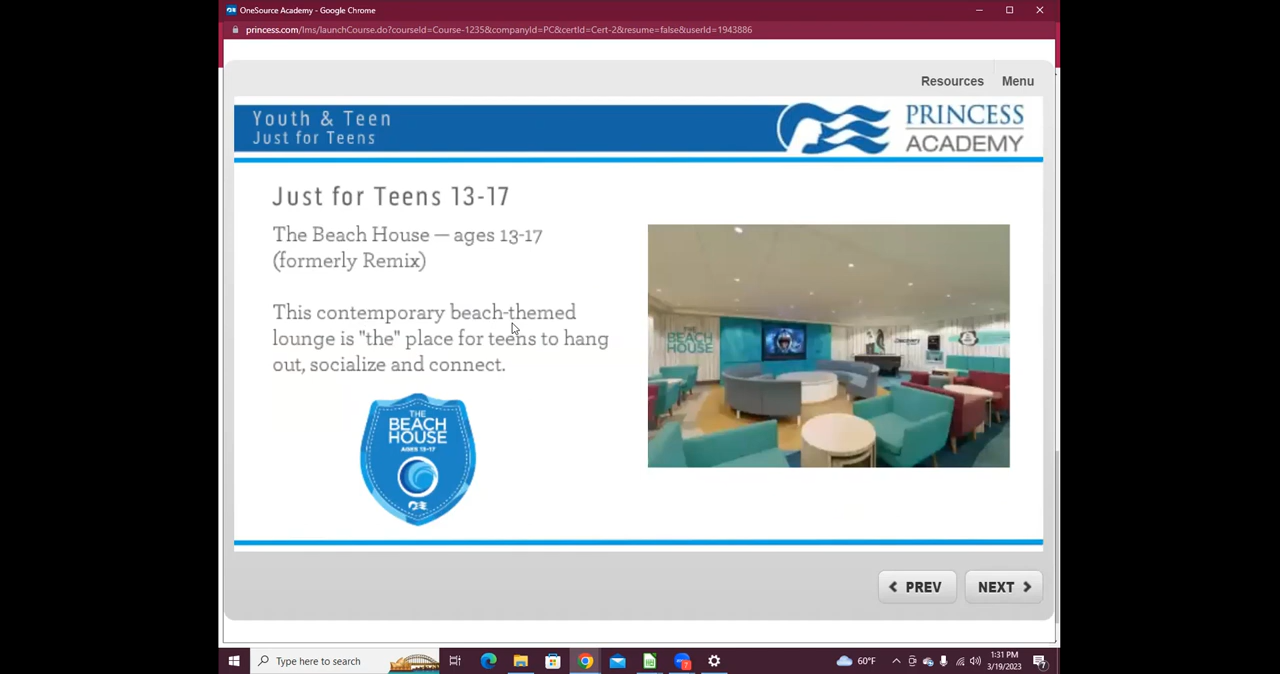 OneSource Academy - Google Chrome
princess.com/lms/launchCourse.do?courseId=Course-1235&companyId=PC&certId=Cert-2&resume=false&userId=1943886
Resources Menu
Youth & Teen
Just for Teens
PRINCESS
ACADEMY
Just for Teens 13-17
The Beach House — ages 13-17
(formerly Remix)
This contemporary beach-themed
lounge is "the" place for teens to hang
out, socialize and connect.
THE
BEACH
HOUSE
AGES 13-17
THE
BEACH
HOUSE
PREV NEXT
Type here to search
60°F
1:31 PM
3/19/2023